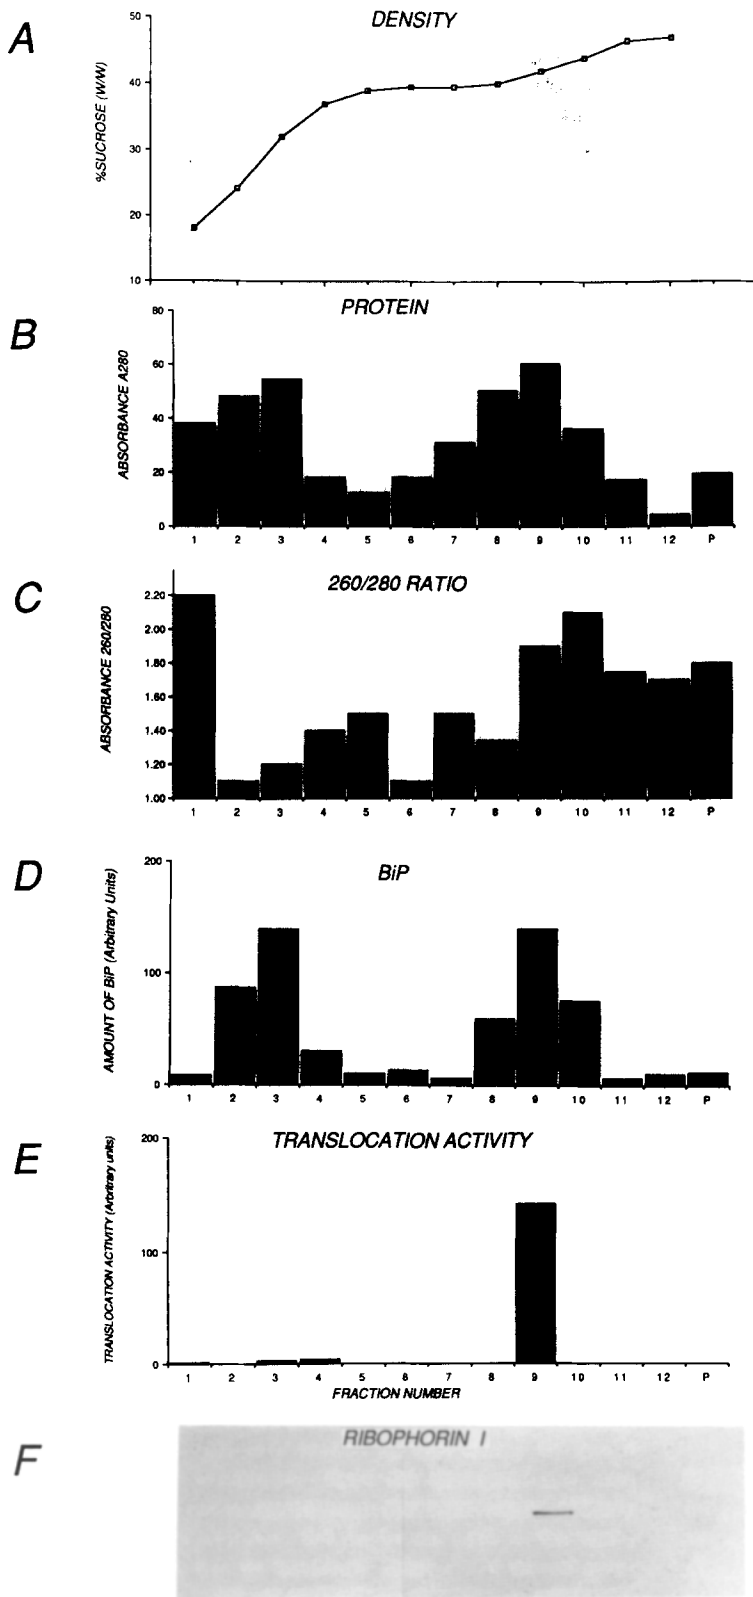 A
DENSITY
%SUCROSE (W/W)
50
40
30
20
10
B
PROTEIN
ABSORBANCE A280
80
60
40
20
0
1 2 3 4 5 6 7 8 9 10 11 12 P
C
260/280 RATIO
ABSORBANCE 260/280
2.20
2.00
1.80
1.60
1.40
1.20
1.00
1 2 3 4 5 6 7 8 9 10 11 12 P
D
BiP
AMOUNT OF BiP (Arbitrary Units)
200
100
0
1 2 3 4 5 6 7 8 9 10 11 12 P
E
TRANSLOCATION ACTIVITY
TRANSLOCATION ACTIVITY (Arbritrary units)
200
100
0
1 2 3 4 5 6 7 8 9 10 11 12 P
FRACTION NUMBER
F
RIBOPHORIN I